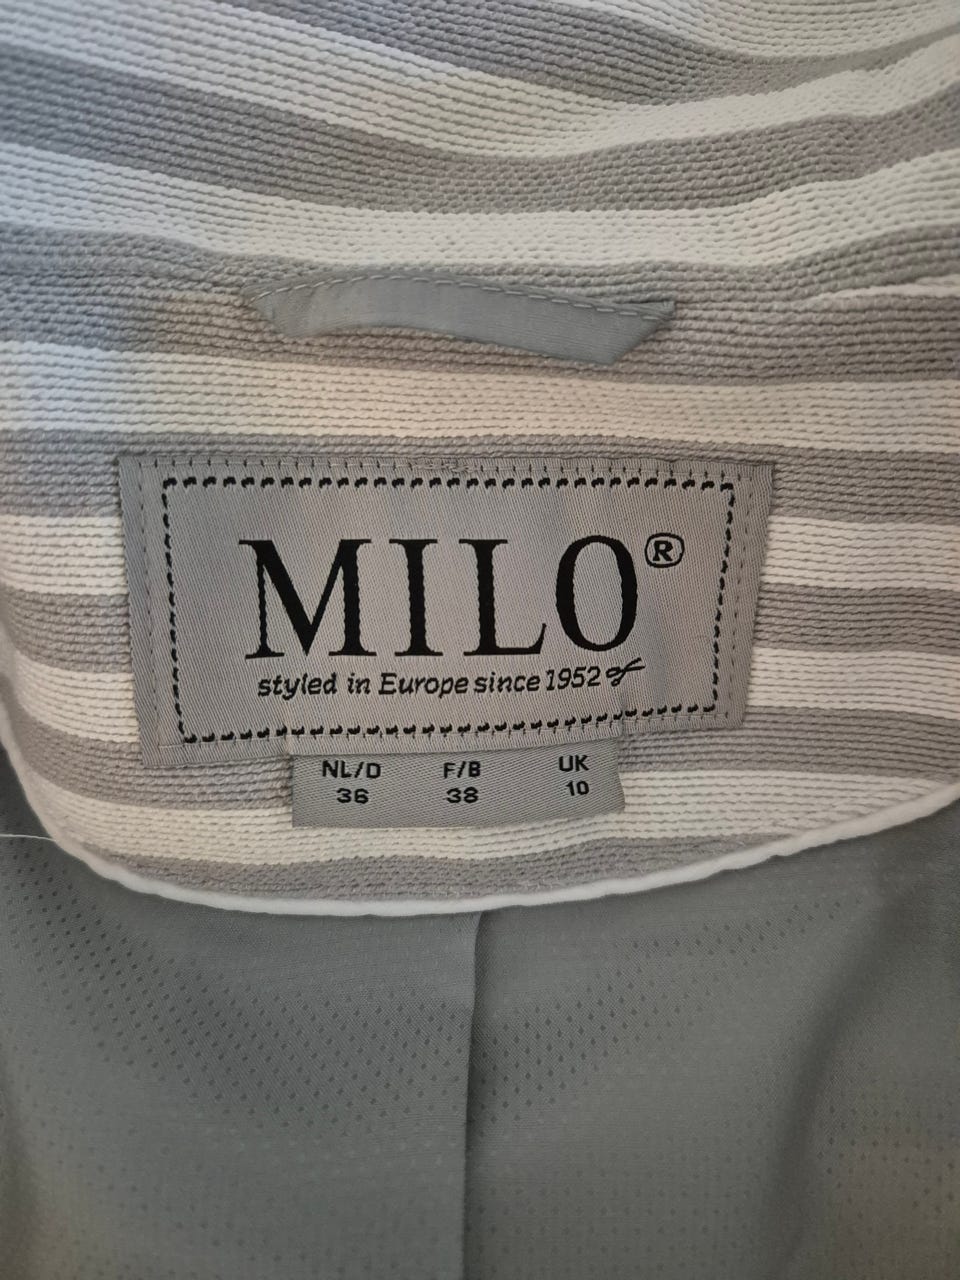 MILO®
styled in Europe since 1952
NL/D F/B UK
36 38 10